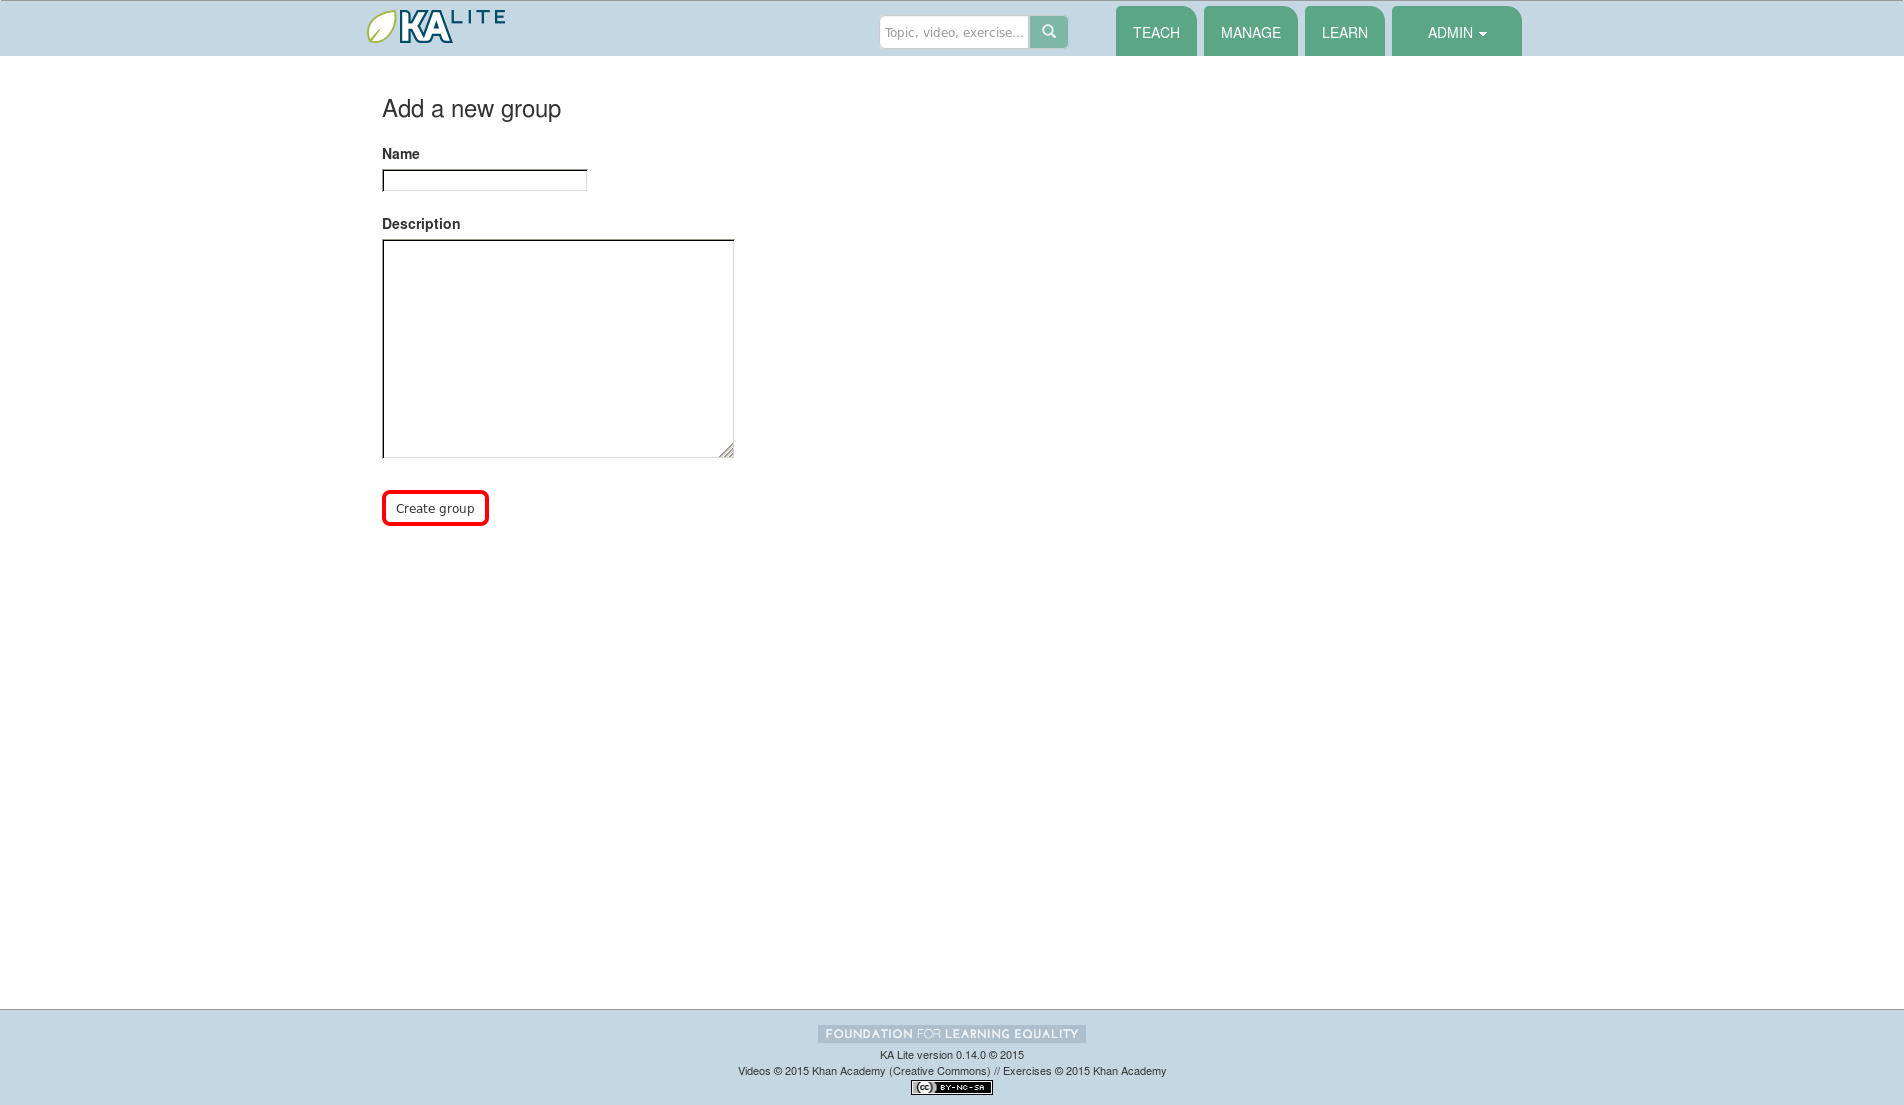 KA LITE
Topic, video, exercise...
TEACH
MANAGE
LEARN
ADMIN
Add a new group
Name
Description
Create group
FOUNDATION FOR LEARNING EQUALITY
KA Lite version 0.14.0 © 2015
Videos © 2015 Khan Academy (Creative Commons) // Exercises © 2015 Khan Academy
cc BY-NC-SA